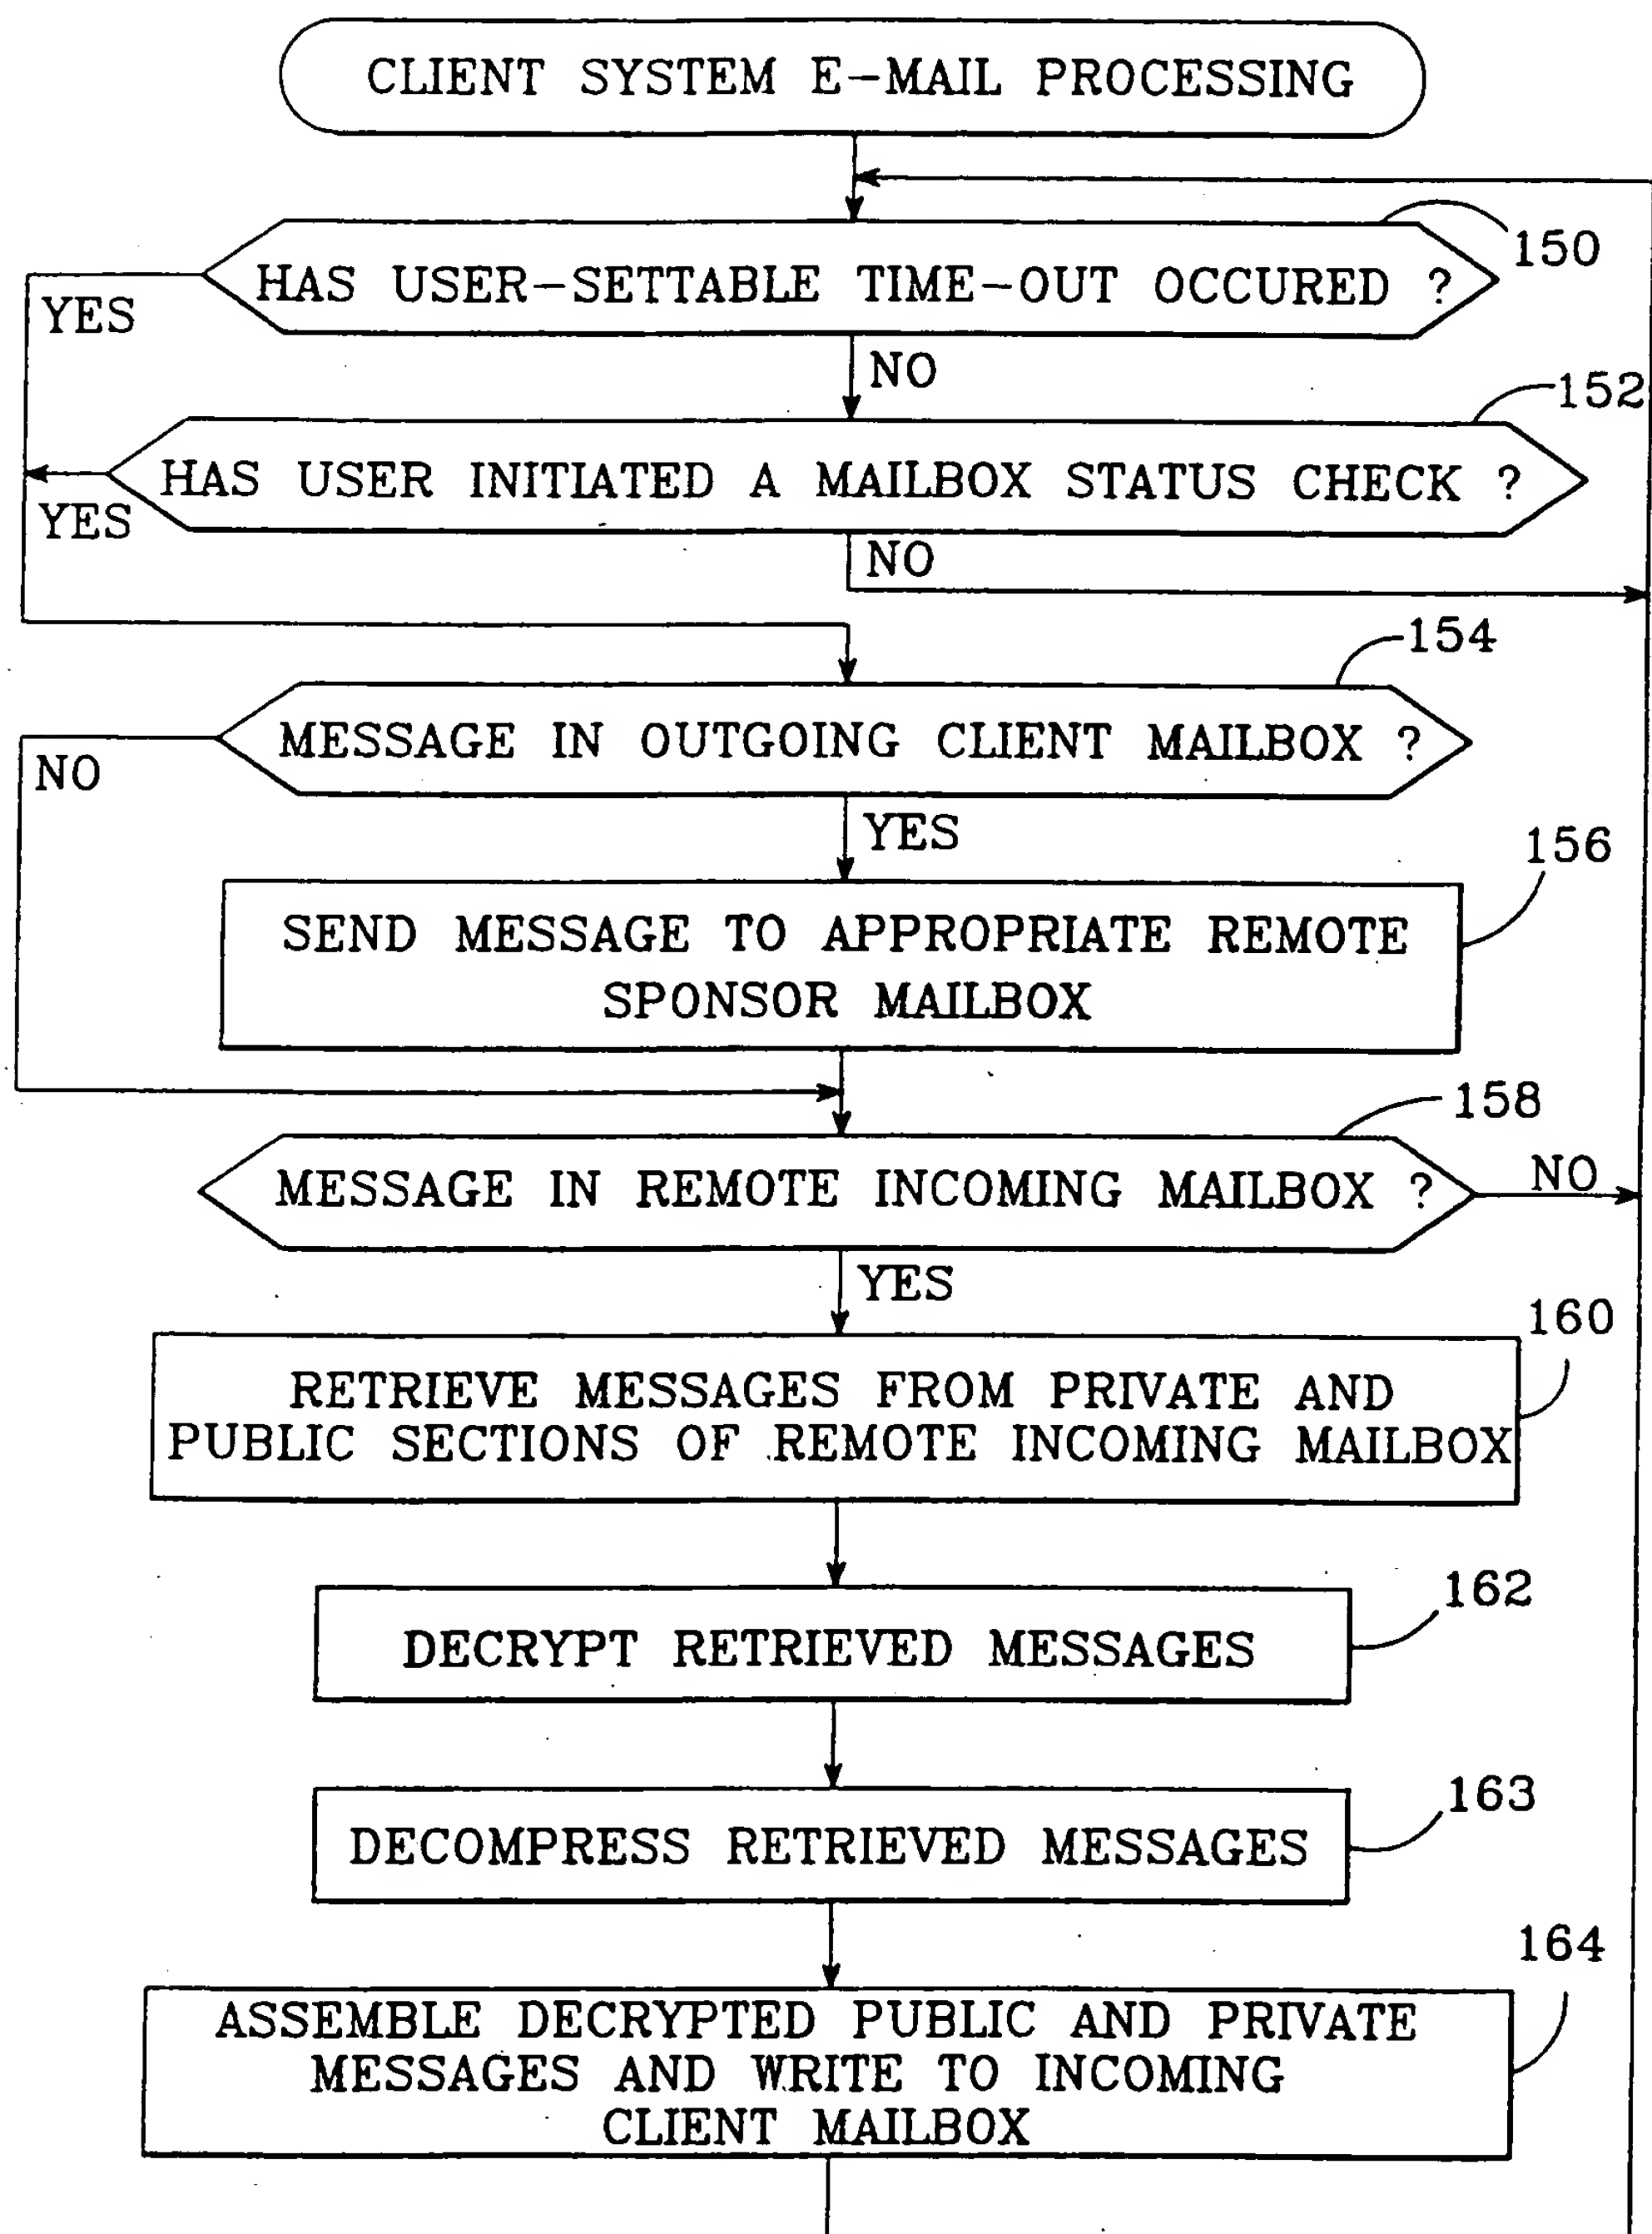 CLIENT SYSTEM E-MAIL PROCESSING
150
HAS USER-SETTABLE TIME-OUT OCCURED ?
YES
NO
152
HAS USER INITIATED A MAILBOX STATUS CHECK ?
YES
NO
154
MESSAGE IN OUTGOING CLIENT MAILBOX ?
NO
YES
156
SEND MESSAGE TO APPROPRIATE REMOTE
SPONSOR MAILBOX
158
MESSAGE IN REMOTE INCOMING MAILBOX ?
NO
YES
160
RETRIEVE MESSAGES FROM PRIVATE AND
PUBLIC SECTIONS OF REMOTE INCOMING MAILBOX
162
DECRYPT RETRIEVED MESSAGES
163
DECOMPRESS RETRIEVED MESSAGES
164
ASSEMBLE DECRYPTED PUBLIC AND PRIVATE
MESSAGES AND WRITE TO INCOMING
CLIENT MAILBOX